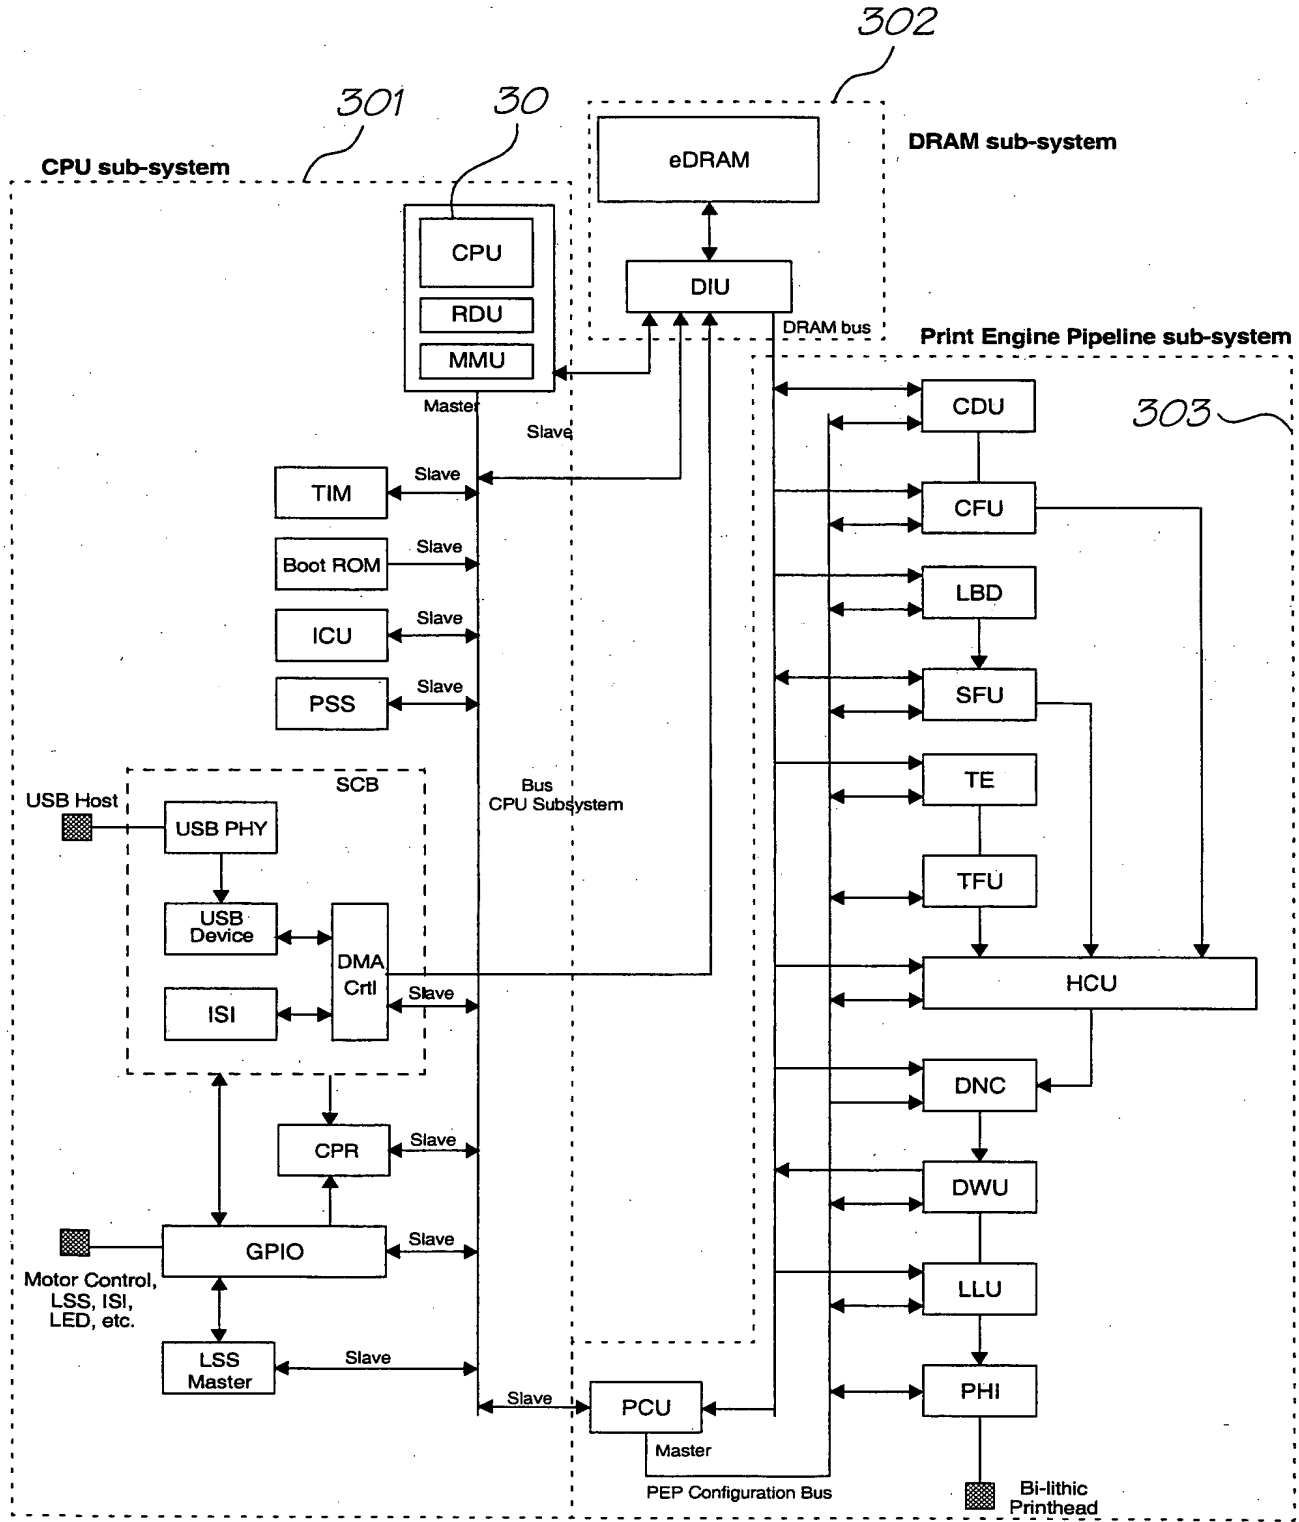 302
301
30
CPU sub-system
DRAM sub-system
eDRAM
CPU
RDU
MMU
DIU
DRAM bus
Print Engine Pipeline sub-system
303
Master
Slave
CDU
TIM
Slave
CFU
Boot ROM
Slave
LBD
ICU
Slave
PSS
Slave
SFU
SCB
Bus
CPU Subsystem
TE
USB Host
USB PHY
TFU
USB
Device
DMA
Crtl
Slave
ISI
HCU
DNC
CPR
Slave
DWU
GPIO
Slave
Motor Control,
LSS, ISI,
LED, etc.
LLU
LSS
Master
Slave
PHI
Slave
PCU
Master
PEP Configuration Bus
Bi-lithic
Printhead